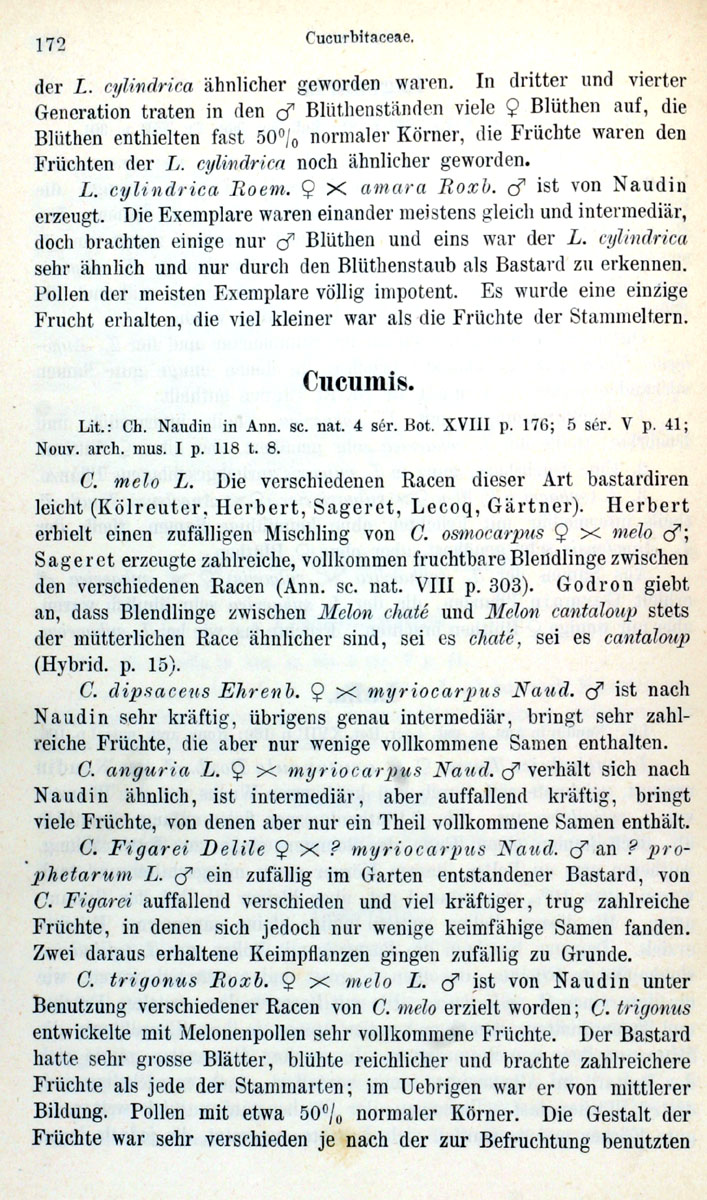 172
Cucurbitaceae.
der L. cylindrica ähnlicher geworden waren. In dritter und vierter
Generation traten in den ♂ Blüthenständen viele ♀ Blüthen auf, die
Blüthen enthielten fast 50% normaler Körner, die Früchte waren den
Früchten der L. cylindrica noch ähnlicher geworden.
L. cylindrica Roem. ♀ × amara Roxb. ♂ ist von Naudin
erzeugt. Die Exemplare waren einander meistens gleich und intermediär,
doch brachten einige nur ♂ Blüthen und eins war der L. cylindrica
sehr ähnlich und nur durch den Blüthenstaub als Bastard zu erkennen.
Pollen der meisten Exemplare völlig impotent. Es wurde eine einzige
Frucht erhalten, die viel kleiner war als die Früchte der Stammeltern.
Cucumis.
Lit.: Ch. Naudin in Ann. sc. nat. 4 sér. Bot. XVIII p. 176; 5 sér. V p. 41;
Nouv. arch. mus. I p. 118 t. 8.
C. melo L. Die verschiedenen Racen dieser Art bastardiren
leicht (Kölreuter, Herbert, Sageret, Lecoq, Gärtner). Herbert
erhielt einen zufälligen Mischling von C. osmocarpus ♀ × melo ♂;
Sageret erzeugte zahlreiche, vollkommen fruchtbare Blendlinge zwischen
den verschiedenen Racen (Ann. sc. nat. VIII p. 303). Godron giebt
an, dass Blendlinge zwischen Melon chaté und Melon cantaloup stets
der mütterlichen Race ähnlicher sind, sei es chaté, sei es cantaloup
(Hybrid. p. 15).
C. dipsaceus Ehrenb. ♀ × myriocarpus Naud. ♂ ist nach
Naudin sehr kräftig, übrigens genau intermediär, bringt sehr zahl-
reiche Früchte, die aber nur wenige vollkommene Samen enthalten.
C. anguria L. ♀ × myriocarpus Naud. ♂ verhält sich nach
Naudin ähnlich, ist intermediär, aber auffallend kräftig, bringt
viele Früchte, von denen aber nur ein Theil vollkommene Samen enthält.
C. Figarei Delile ♀ × ? myriocarpus Naud. ♂ an ? pro-
phetarum L. ♂ ein zufällig im Garten entstandener Bastard, von
C. Figarei auffallend verschieden und viel kräftiger, trug zahlreiche
Früchte, in denen sich jedoch nur wenige keimfähige Samen fanden.
Zwei daraus erhaltene Keimpflanzen gingen zufällig zu Grunde.
C. trigonus Roxb. ♀ × melo L. ♂ ist von Naudin unter
Benutzung verschiedener Racen von C. melo erzielt worden; C. trigonus
entwickelte mit Melonenpollen sehr vollkommene Früchte. Der Bastard
hatte sehr grosse Blätter, blühte reichlicher und brachte zahlreichere
Früchte als jede der Stammarten; im Uebrigen war er von mittlerer
Bildung. Pollen mit etwa 50% normaler Körner. Die Gestalt der
Früchte war sehr verschieden je nach der zur Befruchtung benutzten